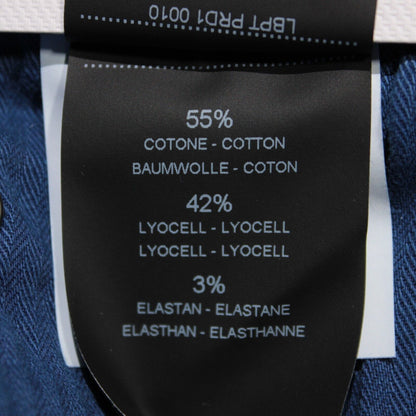 LBPT PRD1 0010
55%
COTONE - COTTON
BAUMWOLLE - COTON
42%
LYOCELL - LYOCELL
LYOCELL - LYOCELL
3%
ELASTAN - ELASTANE
ELASTHAN - ELASTHANNE